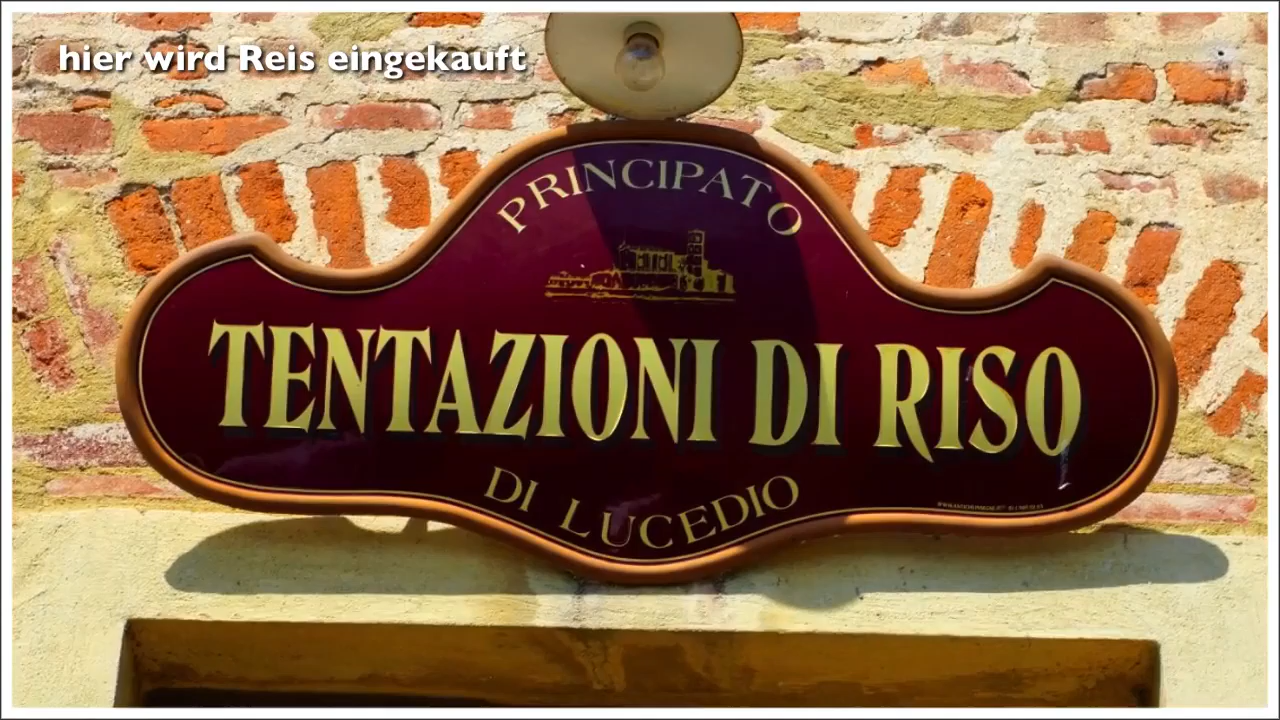 hier wird Reis eingekauft
PRINCIPATO
TENTAZIONI DI RISO
DI LUCEDIO